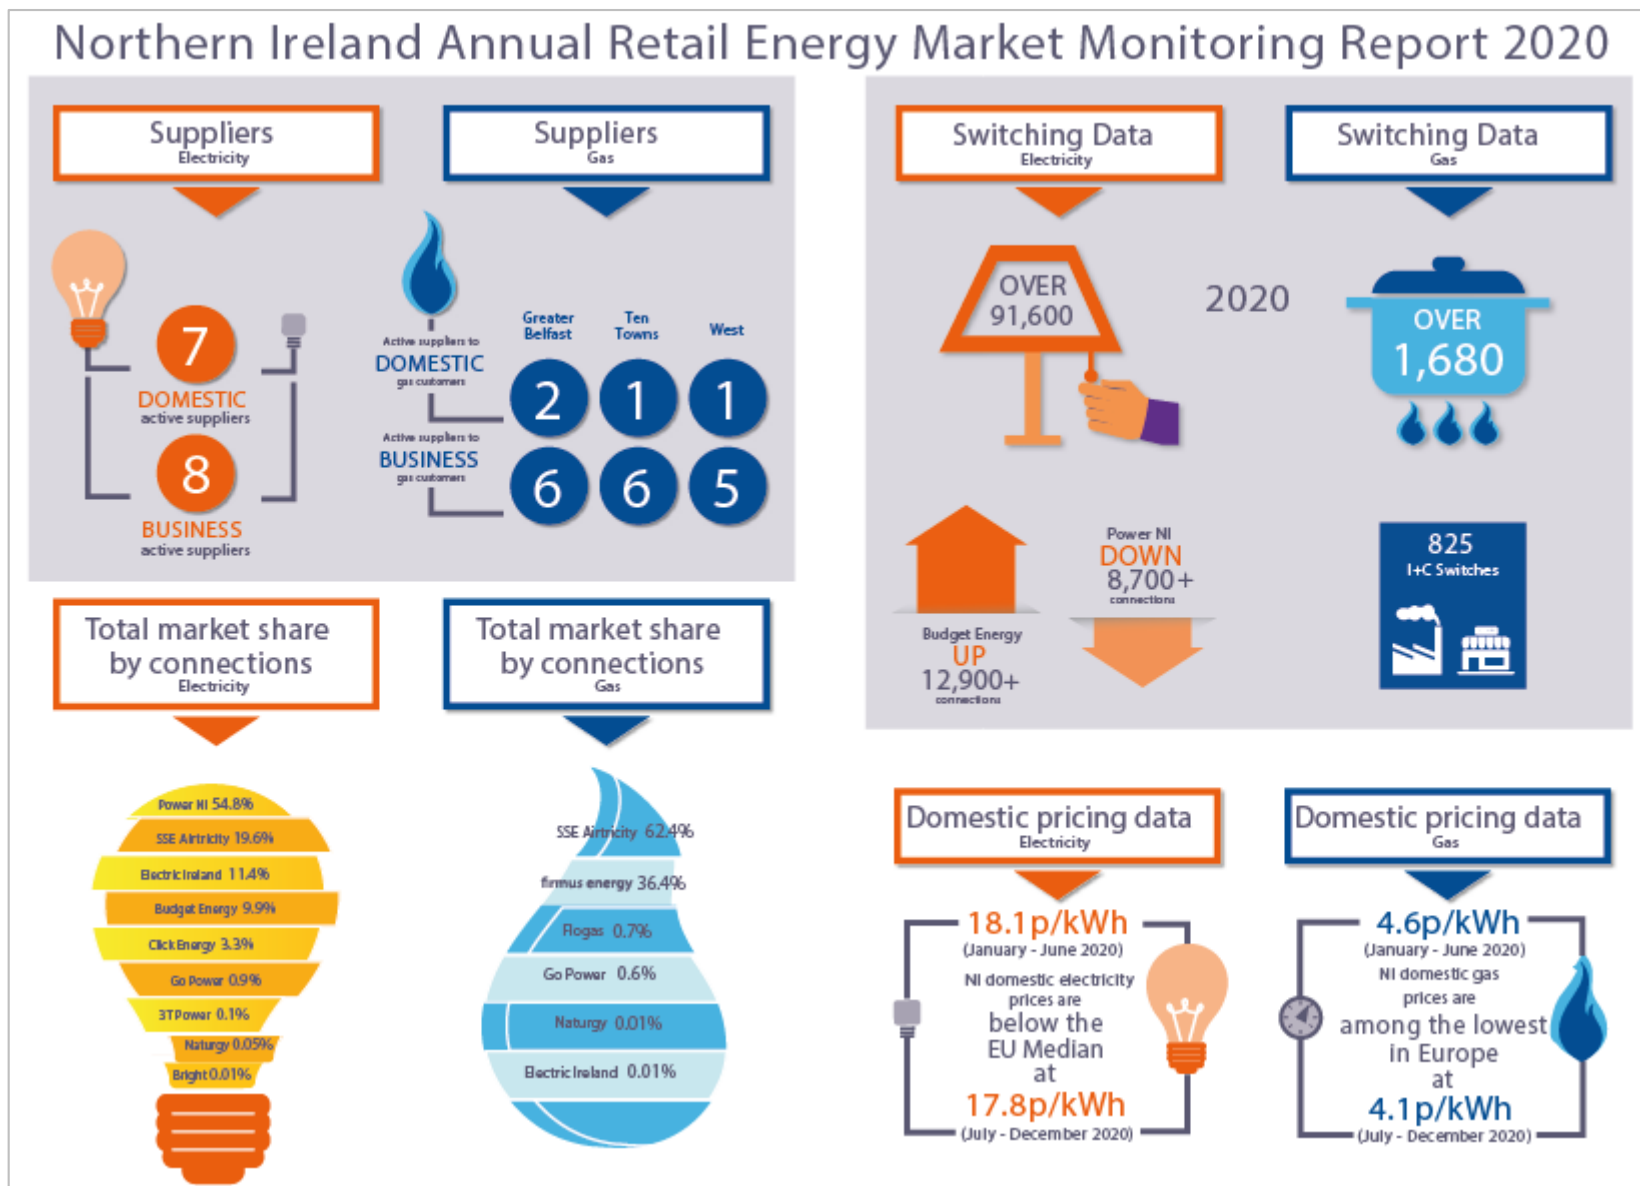 Northern Ireland Annual Retail Energy Market Monitoring Report 2020
Suppliers
Electricity
7
DOMESTIC
active suppliers
8
BUSINESS
active suppliers
Suppliers
Gas
Greater
Belfast
Ten
Towns
West
Active suppliers to
DOMESTIC
gas customers
2
1
1
Active suppliers to
BUSINESS
gas customers
6
6
5
Switching Data
Electricity
OVER
91,600
2020
Switching Data
Gas
OVER
1,680
Budget Energy
UP
12,900+
connections
Power NI
DOWN
8,700+
connections
825
I+C Switches
Total market share
by connections
Electricity
Power NI 54.8%
SSE Airtricity 19.6%
Electric Ireland 11.4%
Budget Energy 9.9%
Click Energy 3.3%
Go Power 0.9%
3T Power 0.1%
Naturgy 0.05%
Bright 0.01%
Total market share
by connections
Gas
SSE Airtricity 62.4%
firmus energy 36.4%
Flogas 0.7%
Go Power 0.6%
Naturgy 0.01%
Electric Ireland 0.01%
Domestic pricing data
Electricity
18.1p/kWh
(January - June 2020)
NI domestic electricity
prices are
below the
EU Median
at
17.8p/kWh
(July - December 2020)
Domestic pricing data
Gas
4.6p/kWh
(January - June 2020)
NI domestic gas
prices are
among the lowest
in Europe
at
4.1p/kWh
(July - December 2020)